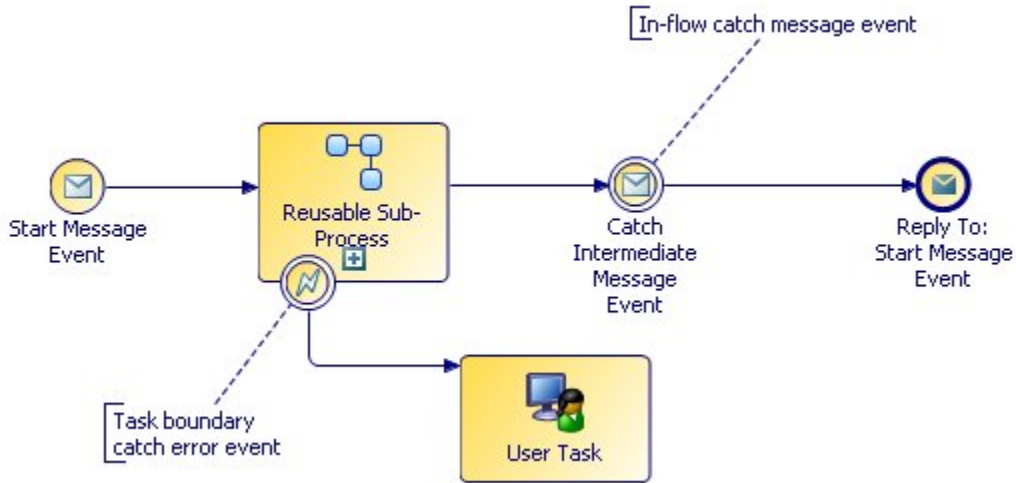 In-flow catch message event
Start Message
Event
Reusable Sub-
Process
Catch
Intermediate
Message
Event
Reply To:
Start Message
Event
Task boundary
catch error event
User Task